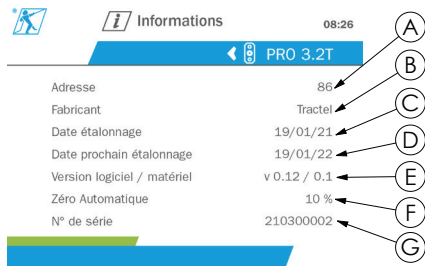 i Informations 08:26
PRO 3.2T
Adresse 86
Fabricant Tractel
Date étalonnage 19/01/21
Date prochain étalonnage 19/01/22
Version logiciel / matériel v 0.12 / 0.1
Zéro Automatique 10 %
N° de série 210300002
A
B
C
D
E
F
G